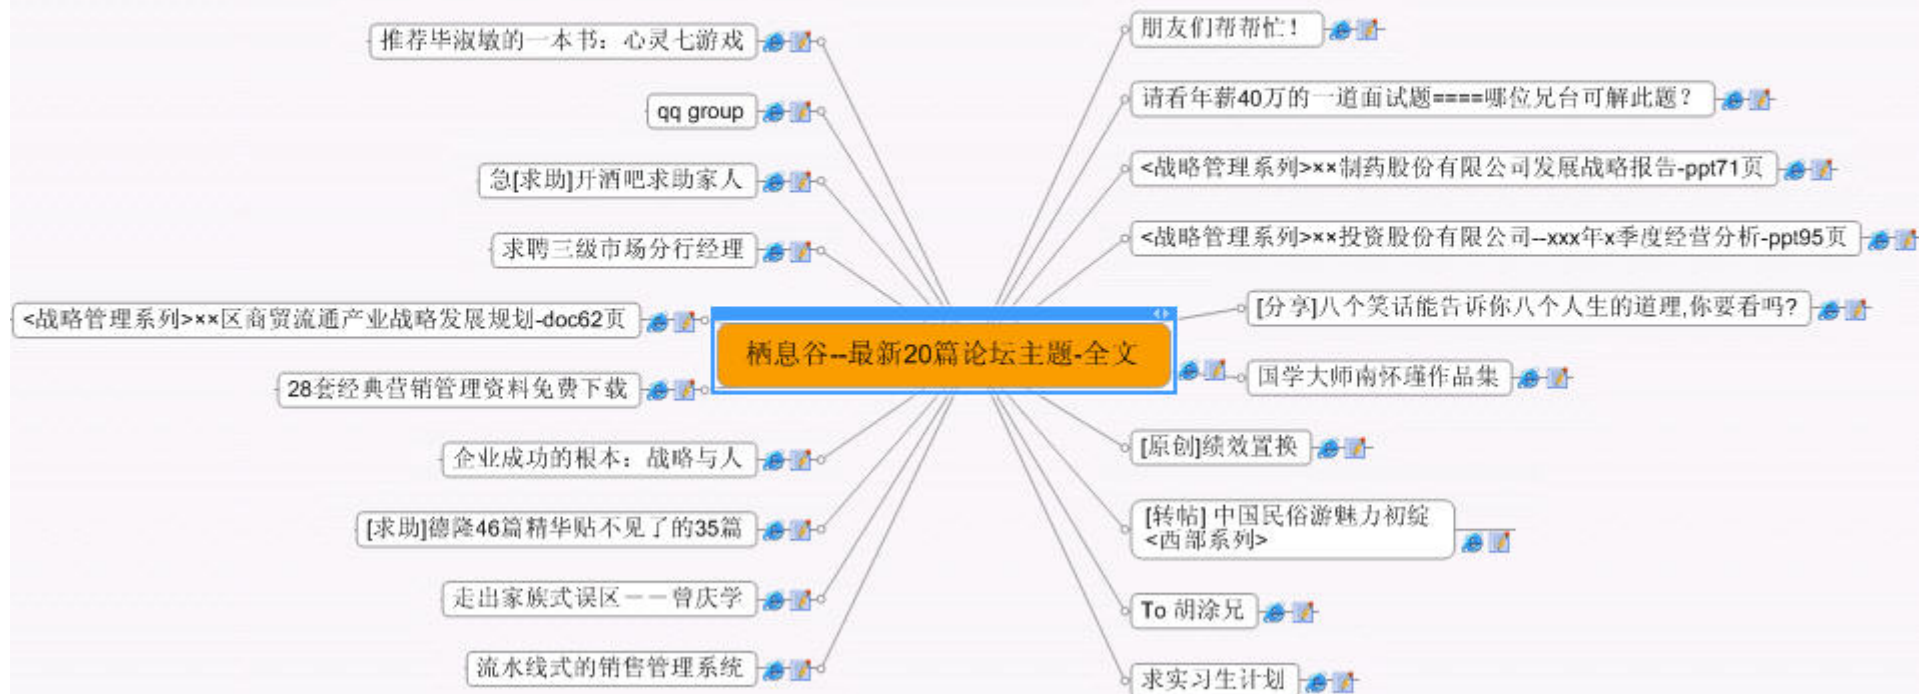 推荐毕淑敏的一本书：心灵七游戏
qq group
急[求助]开酒吧求助家人
求聘三级市场分行经理
<战略管理系列>××区商贸流通产业战略发展规划-doc62页
28套经典营销管理资料免费下载
企业成功的根本：战略与人
[求助]德隆46篇精华贴不见了的35篇
走出家族式误区－－曾庆学
流水线式的销售管理系统
栖息谷--最新20篇论坛主题-全文
朋友们帮帮忙！
请看年薪40万的一道面试题====哪位兄台可解此题？
<战略管理系列>××制药股份有限公司发展战略报告-ppt71页
<战略管理系列>××投资股份有限公司--xxx年x季度经营分析-ppt95页
[分享]八个笑话能告诉你八个人生的道理,你要看吗?
国学大师南怀瑾作品集
[原创]绩效置换
[转帖] 中国民俗游魅力初绽
<西部系列>
To 胡涂兄
求实习生计划